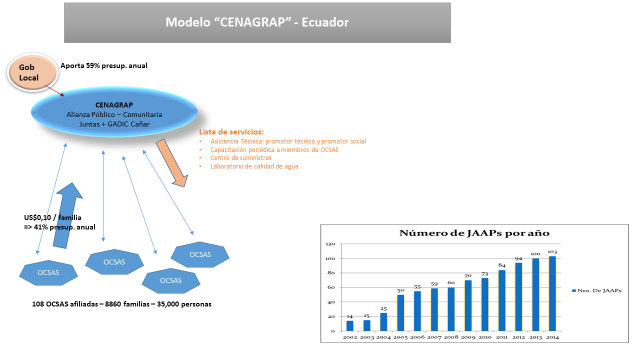 Modelo “CENAGRAP” - Ecuador
Gob
Local
Aporta 59% presup. anual
CENAGRAP
Alianza Público – Comunitaria
Juntas + GADIC Cañar
Lista de servicios:
• Asistencia Técnica: promotor técnico y promotor social
• Capacitación periódica a miembros de OCSAS
• Centro de suministros
• Laboratorio de calidad de agua
US$0,10 / familia
=> 41% presup. anual
OCSAS
OCSAS
OCSAS
OCSAS
108 OCSAS afiliadas – 8860 familias – 35,000 personas
Número de JAAPs por año
120
100
80
60
40
20
0
14 15 25 50 55 59 60 70 73 84 94 100 103
2002 2003 2004 2005 2006 2007 2008 2009 2010 2011 2012 2013 2014
Nro. De JAAPs